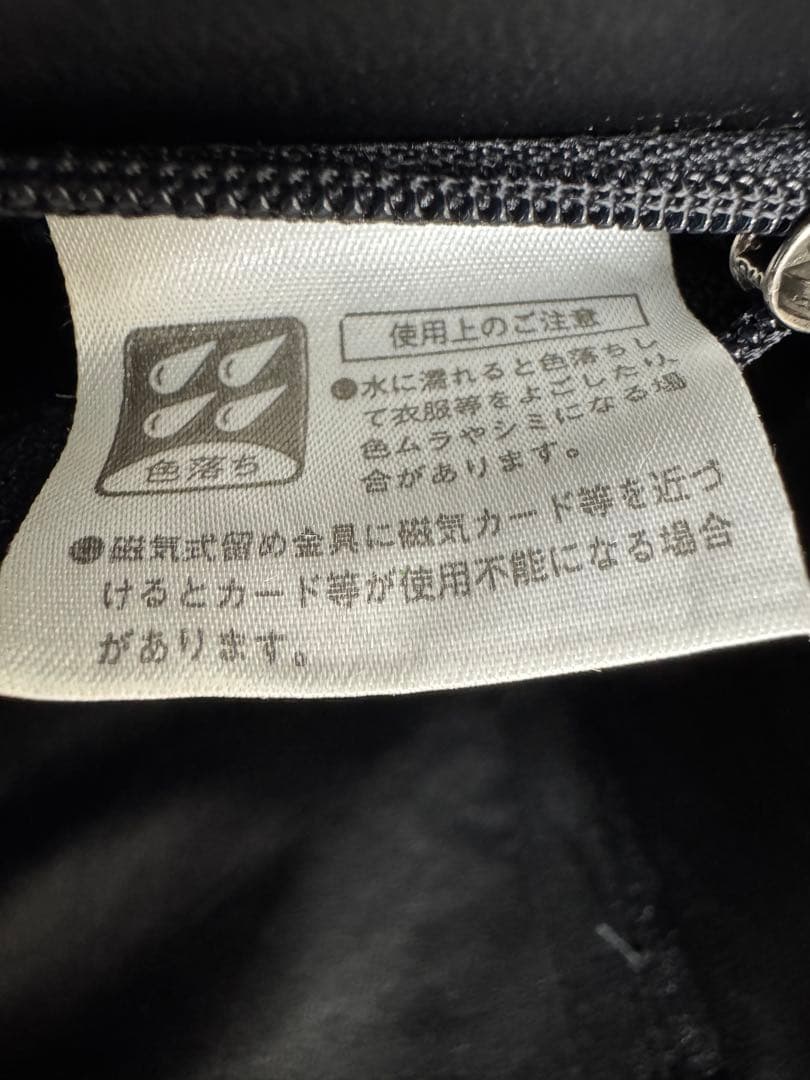 使用上のご注意
●水に濡れると色落ちし
て衣服等をよごしたり、
色ムラやシミになる場
合があります。
色落ち
●磁気式留め金具に磁気カード等を近づ
けるとカード等が使用不能になる場合
があります。